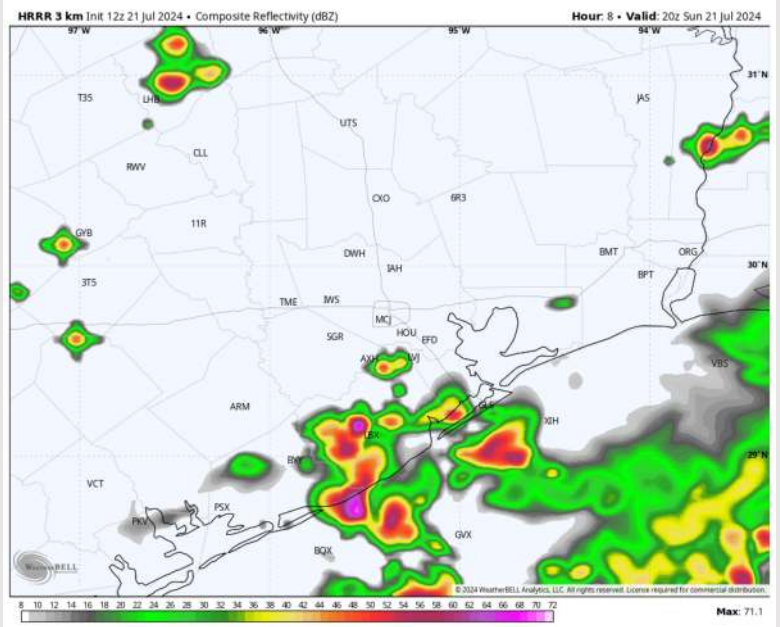 HRRR 3 km Init 12z 21 Jul 2024 • Composite Reflectivity (dBZ)
Hour: 8 • Valid: 20z Sun 21 Jul 2024
97°W 96°W 95°W 94°W
31°N
T35 LHB JAS
UTS
CLL
RWV
CXO 6R3
11R
GYB
DWH BMT ORG
IAH 30°N
BPT
3T5
TME IWS
MCJ
SGR HOU EFD
AXH LVJ
VBS
ARM GLS
XIH
LBX
BYY 29°N
VCT
PSX
PKV
GVX
BQX
WeatherBELL
© 2024 WeatherBELL Analytics, LLC. All rights reserved. License required for commercial distribution.
8 10 12 14 16 18 20 22 24 26 28 30 32 34 36 38 40 42 44 46 48 50 52 54 56 58 60 62 64 66 68 70 72
Max: 71.1